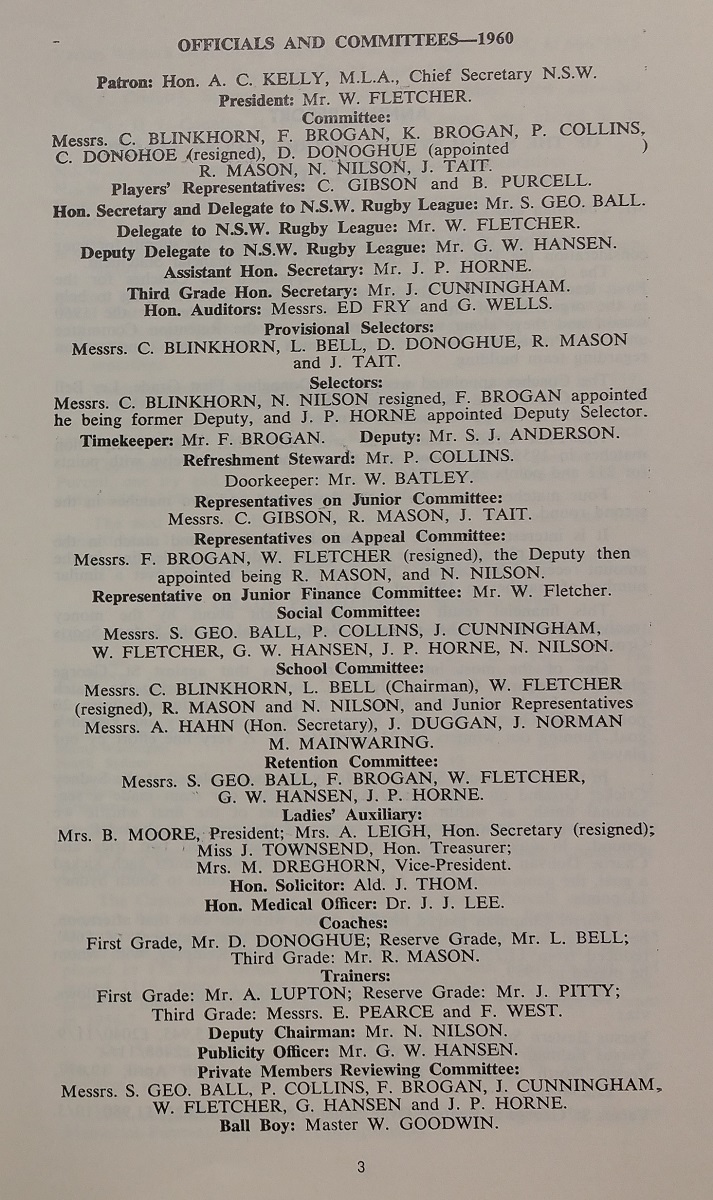 OFFICIALS AND COMMITTEES—1960
Patron: Hon. A. C. KELLY, M.L.A., Chief Secretary N.S.W.
President: Mr. W. FLETCHER.
Committee:
Messrs. C. BLINKHORN, F. BROGAN, K. BROGAN, P. COLLINS,
C. DONOHOE (resigned), D. DONOGHUE (appointed )
R. MASON, N. NILSON, J. TAIT.
Players' Representatives: C. GIBSON and B. PURCELL.
Hon. Secretary and Delegate to N.S.W. Rugby League: Mr. S. GEO. BALL.
Delegate to N.S.W. Rugby League: Mr. W. FLETCHER.
Deputy Delegate to N.S.W. Rugby League: Mr. G. W. HANSEN.
Assistant Hon. Secretary: Mr. J. P. HORNE.
Third Grade Hon. Secretary: Mr. J. CUNNINGHAM.
Hon. Auditors: Messrs. ED FRY and G. WELLS.
Provisional Selectors:
Messrs. C. BLINKHORN, L. BELL, D. DONOGHUE, R. MASON
and J. TAIT.
Selectors:
Messrs. C. BLINKHORN, N. NILSON resigned, F. BROGAN appointed
he being former Deputy, and J. P. HORNE appointed Deputy Selector.
Timekeeper: Mr. F. BROGAN. Deputy: Mr. S. J. ANDERSON.
Refreshment Steward: Mr. P. COLLINS.
Doorkeeper: Mr. W. BATLEY.
Representatives on Junior Committee:
Messrs. C. GIBSON, R. MASON, J. TAIT.
Representatives on Appeal Committee:
Messrs. F. BROGAN, W. FLETCHER (resigned), the Deputy then
appointed being R. MASON, and N. NILSON.
Representative on Junior Finance Committee: Mr. W. Fletcher.
Social Committee:
Messrs. S. GEO. BALL, P. COLLINS, J. CUNNINGHAM,
W. FLETCHER, G. W. HANSEN, J. P. HORNE, N. NILSON.
School Committee:
Messrs. C. BLINKHORN, L. BELL (Chairman), W. FLETCHER
(resigned), R. MASON and N. NILSON, and Junior Representatives
Messrs. A. HAHN (Hon. Secretary), J. DUGGAN, J. NORMAN
M. MAINWARING.
Retention Committee:
Messrs. S. GEO. BALL, F. BROGAN, W. FLETCHER,
G. W. HANSEN, J. P. HORNE.
Ladies' Auxiliary:
Mrs. B. MOORE, President; Mrs. A. LEIGH, Hon. Secretary (resigned);
Miss J. TOWNSEND, Hon. Treasurer;
Mrs. M. DREGHORN, Vice-President.
Hon. Solicitor: Ald. J. THOM.
Hon. Medical Officer: Dr. J. J. LEE.
Coaches:
First Grade, Mr. D. DONOGHUE; Reserve Grade, Mr. L. BELL;
Third Grade: Mr. R. MASON.
Trainers:
First Grade: Mr. A. LUPTON; Reserve Grade: Mr. J. PITTY;
Third Grade: Messrs. E. PEARCE and F. WEST.
Deputy Chairman: Mr. N. NILSON.
Publicity Officer: Mr. G. W. HANSEN.
Private Members Reviewing Committee:
Messrs. S. GEO. BALL, P. COLLINS, F. BROGAN, J. CUNNINGHAM,
W. FLETCHER, G. HANSEN and J. P. HORNE.
Ball Boy: Master W. GOODWIN.
3